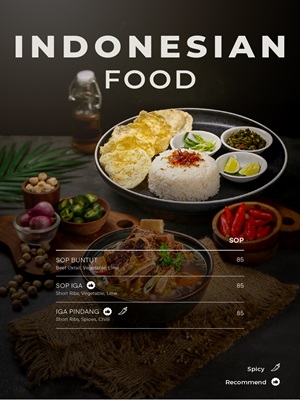 INDONESIAN
FOOD
SOP
SOP BUNTUT 85
Beef Oxtail, Vegetable, Lime
SOP IGA 85
Short Ribs, Vegetable, Lime
IGA PINDANG 85
Short Ribs, Spices, Chilli
Spicy
Recommend